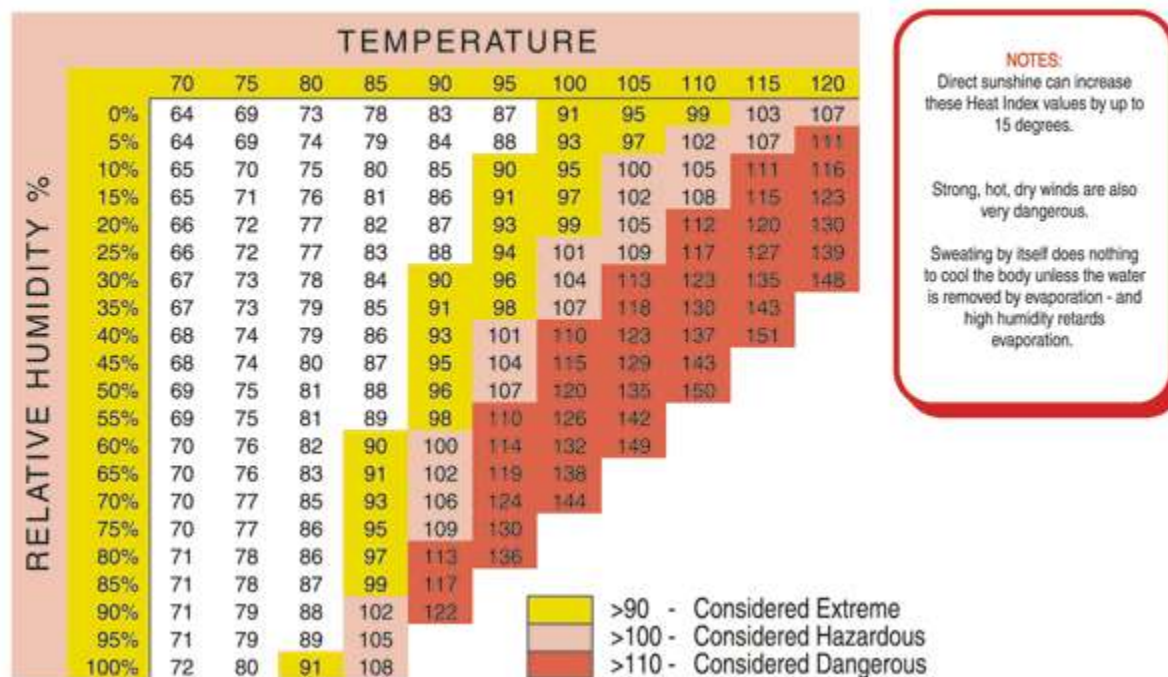 TEMPERATURE
70 75 80 85 90 95 100 105 110 115 120
RELATIVE HUMIDITY %
0% 64 69 73 78 83 87 91 95 99 103 107
5% 64 69 74 79 84 88 93 97 102 107 111
10% 65 70 75 80 85 90 95 100 105 111 116
15% 65 71 76 81 86 91 97 102 108 115 123
20% 66 72 77 82 87 93 99 105 112 120 130
25% 66 72 77 83 88 94 101 109 117 127 139
30% 67 73 78 84 90 96 104 113 123 135 148
35% 67 73 79 85 91 98 107 118 130 143
40% 68 74 79 86 93 101 110 123 137 151
45% 68 74 80 87 95 104 115 129 143
50% 69 75 81 88 96 107 120 135 150
55% 69 75 81 89 98 110 126 142
60% 70 76 82 90 100 114 132 149
65% 70 76 83 91 102 119 138
70% 70 77 85 93 106 124 144
75% 70 77 86 95 109 130
80% 71 78 86 97 113 136
85% 71 78 87 99 117
90% 71 79 88 102 122
95% 71 79 89 105
100% 72 80 91 108
>90 - Considered Extreme
>100 - Considered Hazardous
>110 - Considered Dangerous
NOTES:
Direct sunshine can increase
these Heat Index values by up to
15 degrees.
Strong, hot, dry winds are also
very dangerous.
Sweating by itself does nothing
to cool the body unless the water
is removed by evaporation - and
high humidity retards
evaporation.